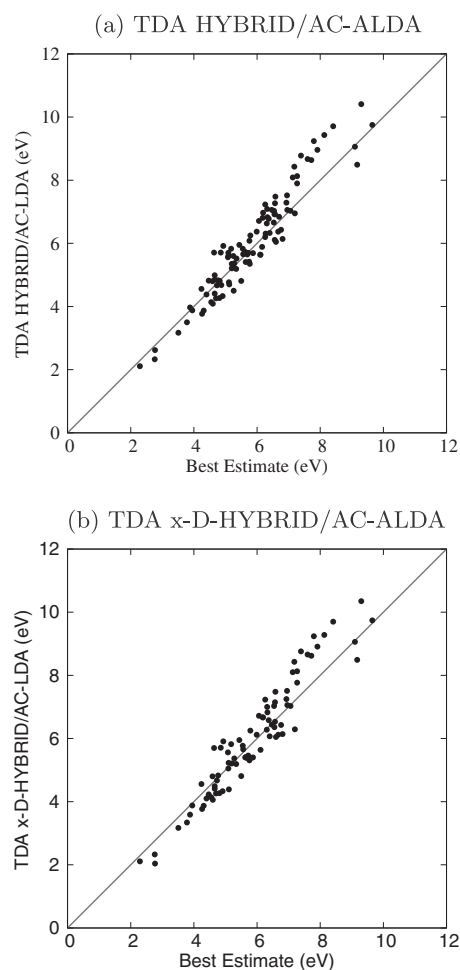 (a) TDA HYBRID/AC-ALDA
12
10
8
6
4
2
0
TDA HYBRID/AC-LDA (eV)
0 2 4 6 8 10 12
Best Estimate (eV)
(b) TDA x-D-HYBRID/AC-ALDA
12
10
8
6
4
2
0
TDA x-D-HYBRID/AC-LDA (eV)
0 2 4 6 8 10 12
Best Estimate (eV)